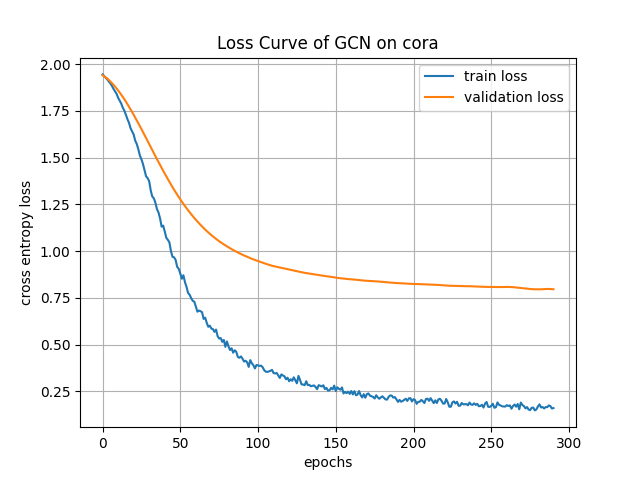 Loss Curve of GCN on cora
train loss
validation loss
2.00
1.75
1.50
1.25
1.00
0.75
0.50
0.25
cross entropy loss
0 50 100 150 200 250 300
epochs